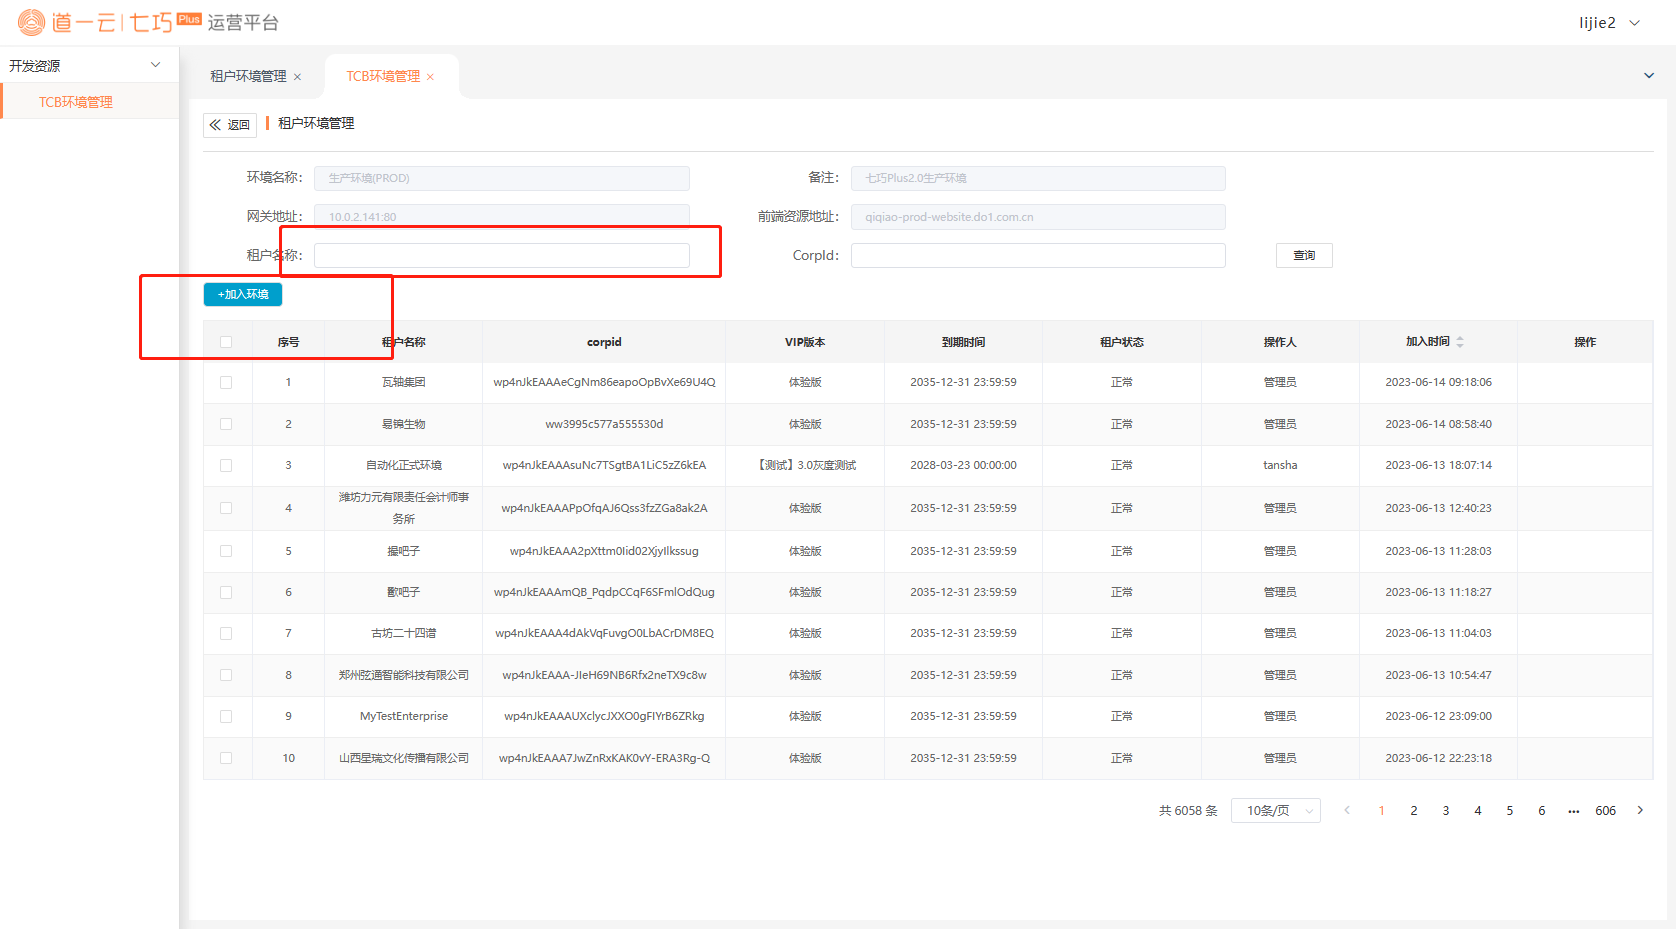 道一云|七巧Plus 运营平台
lijie2
开发资源
TCB环境管理
租户环境管理 ×
TCB环境管理 ×
返回
租户环境管理
环境名称： 生产环境(PROD) 备注： 七巧Plus2.0生产环境
网关地址： 10.0.2.141:80 前端资源地址： qiqiao-prod-website.do1.com.cn
租户名称： CorpId： 查询
+加入环境
序号 租户名称 corpid VIP版本 到期时间 租户状态 操作人 加入时间 操作
1 瓦轴集团 wp4nJkEAAAeCgNm86eapoOpBvXe69U4Q 体验版 2035-12-31 23:59:59 正常 管理员 2023-06-14 09:18:06
2 易锦生物 ww3995c577a555530d 体验版 2035-12-31 23:59:59 正常 管理员 2023-06-14 08:58:40
3 自动化正式环境 wp4nJkEAAAsuNc7TSgtBA1LiC5zZ6kEA 【测试】3.0灰度测试 2028-03-23 00:00:00 正常 tansha 2023-06-13 18:07:14
4 潍坊力元有限责任会计师事务所 wp4nJkEAAAPpOfqAJ6Qss3fzZGa8ak2A 体验版 2035-12-31 23:59:59 正常 管理员 2023-06-13 12:40:23
5 撮吧子 wp4nJkEAAA2pXttm0Iid02XjyIlkssug 体验版 2035-12-31 23:59:59 正常 管理员 2023-06-13 11:28:03
6 歠吧子 wp4nJkEAAAmQB_PqdpCCqF6SFmlOdQug 体验版 2035-12-31 23:59:59 正常 管理员 2023-06-13 11:18:27
7 古坊二十四谱 wp4nJkEAAA4dAkVqFuvgO0LbACrDM8EQ 体验版 2035-12-31 23:59:59 正常 管理员 2023-06-13 11:04:03
8 郑州弦通智能科技有限公司 wp4nJkEAAA-JIeH69NB6Rfx2neTX9c8w 体验版 2035-12-31 23:59:59 正常 管理员 2023-06-13 10:54:47
9 MyTestEnterprise wp4nJkEAAAUXclycJXXO0gFIYrB6ZRkg 体验版 2035-12-31 23:59:59 正常 管理员 2023-06-12 23:09:00
10 山西星瑞文化传播有限公司 wp4nJkEAAA7JwZnRxKAK0vY-ERA3Rg-Q 体验版 2035-12-31 23:59:59 正常 管理员 2023-06-12 22:23:18
共 6058 条 10条/页 1 2 3 4 5 6 ••• 606